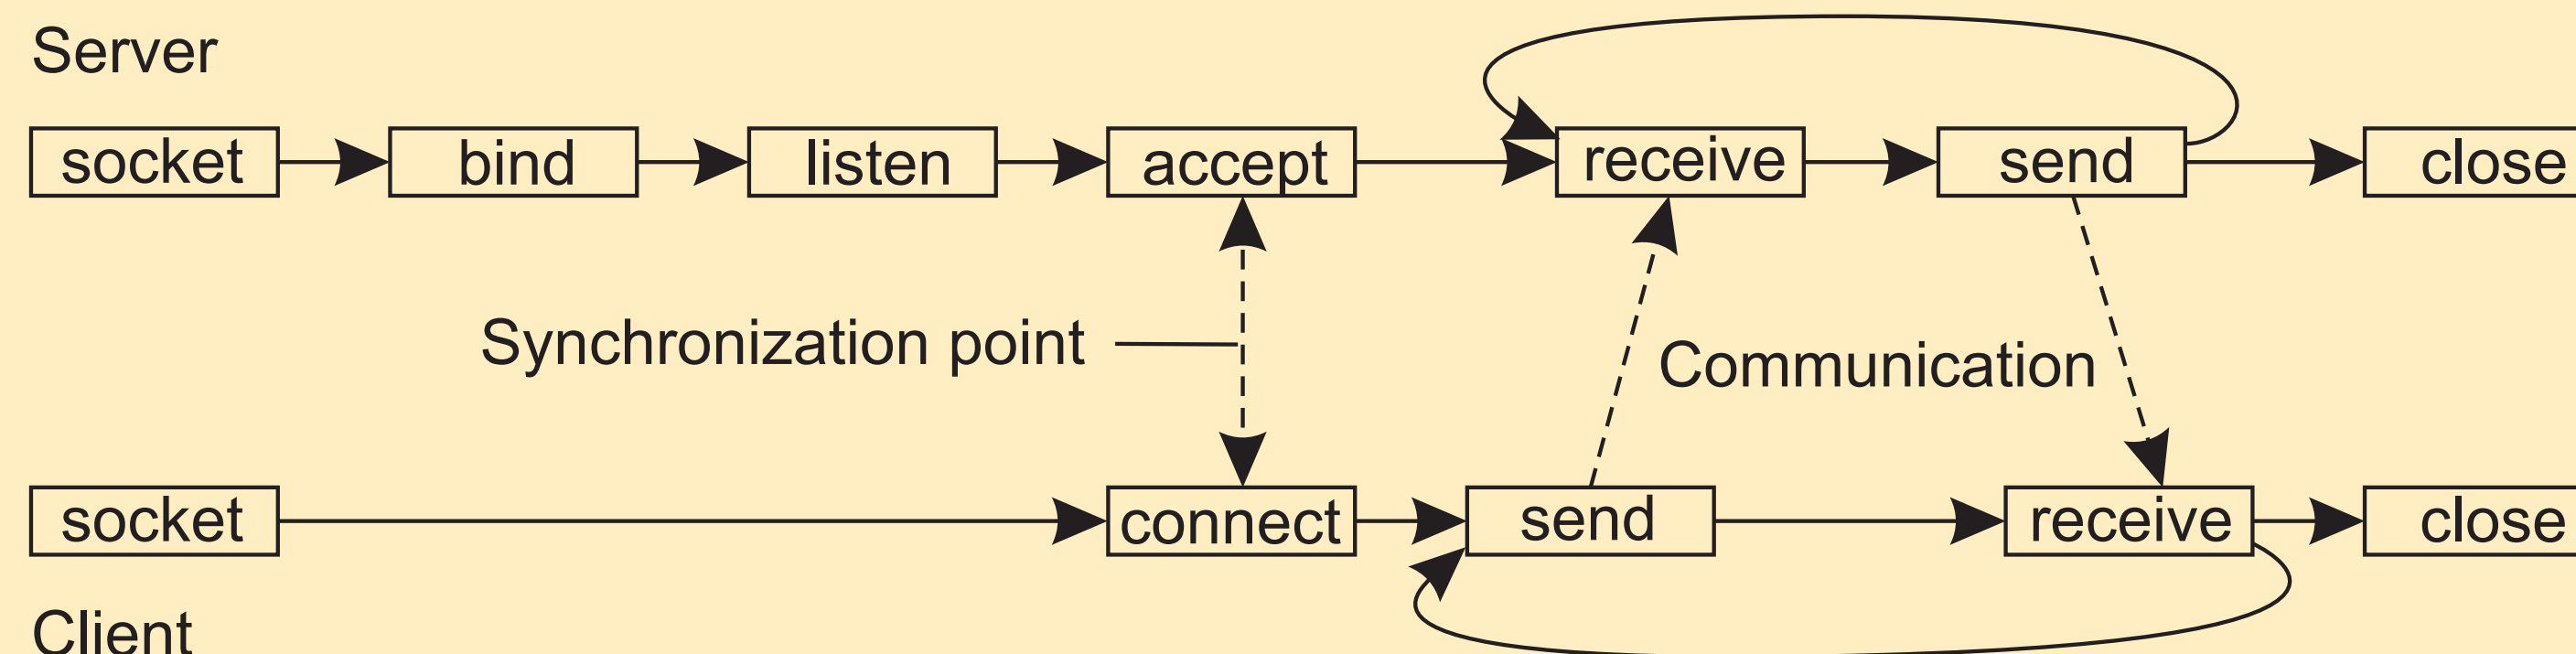 Server
socket bind listen accept receive send close
Synchronization point
Communication
socket connect send receive close
Client